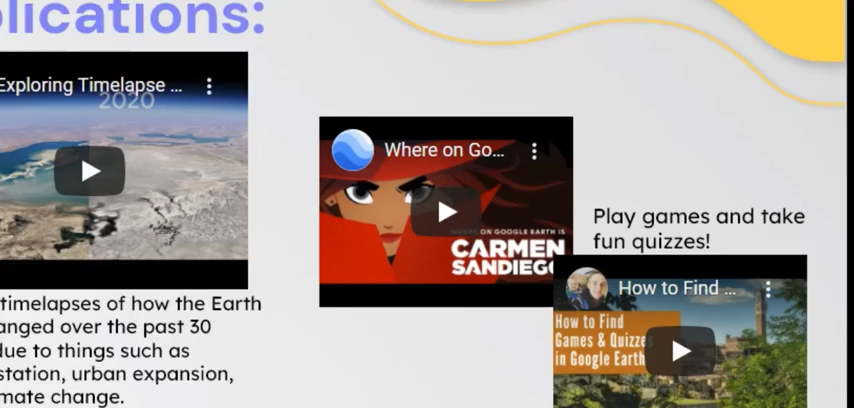 plications:
Exploring Timelapse ...
2020
timelapses of how the Earth
anged over the past 30
due to things such as
station, urban expansion,
mate change.
Where on Go...
WHERE ON GOOGLE EARTH IS
CARMEN
SANDIEGO
Play games and take
fun quizzes!
How to Find ...
How to Find
Games & Quizzes
in Google Earth